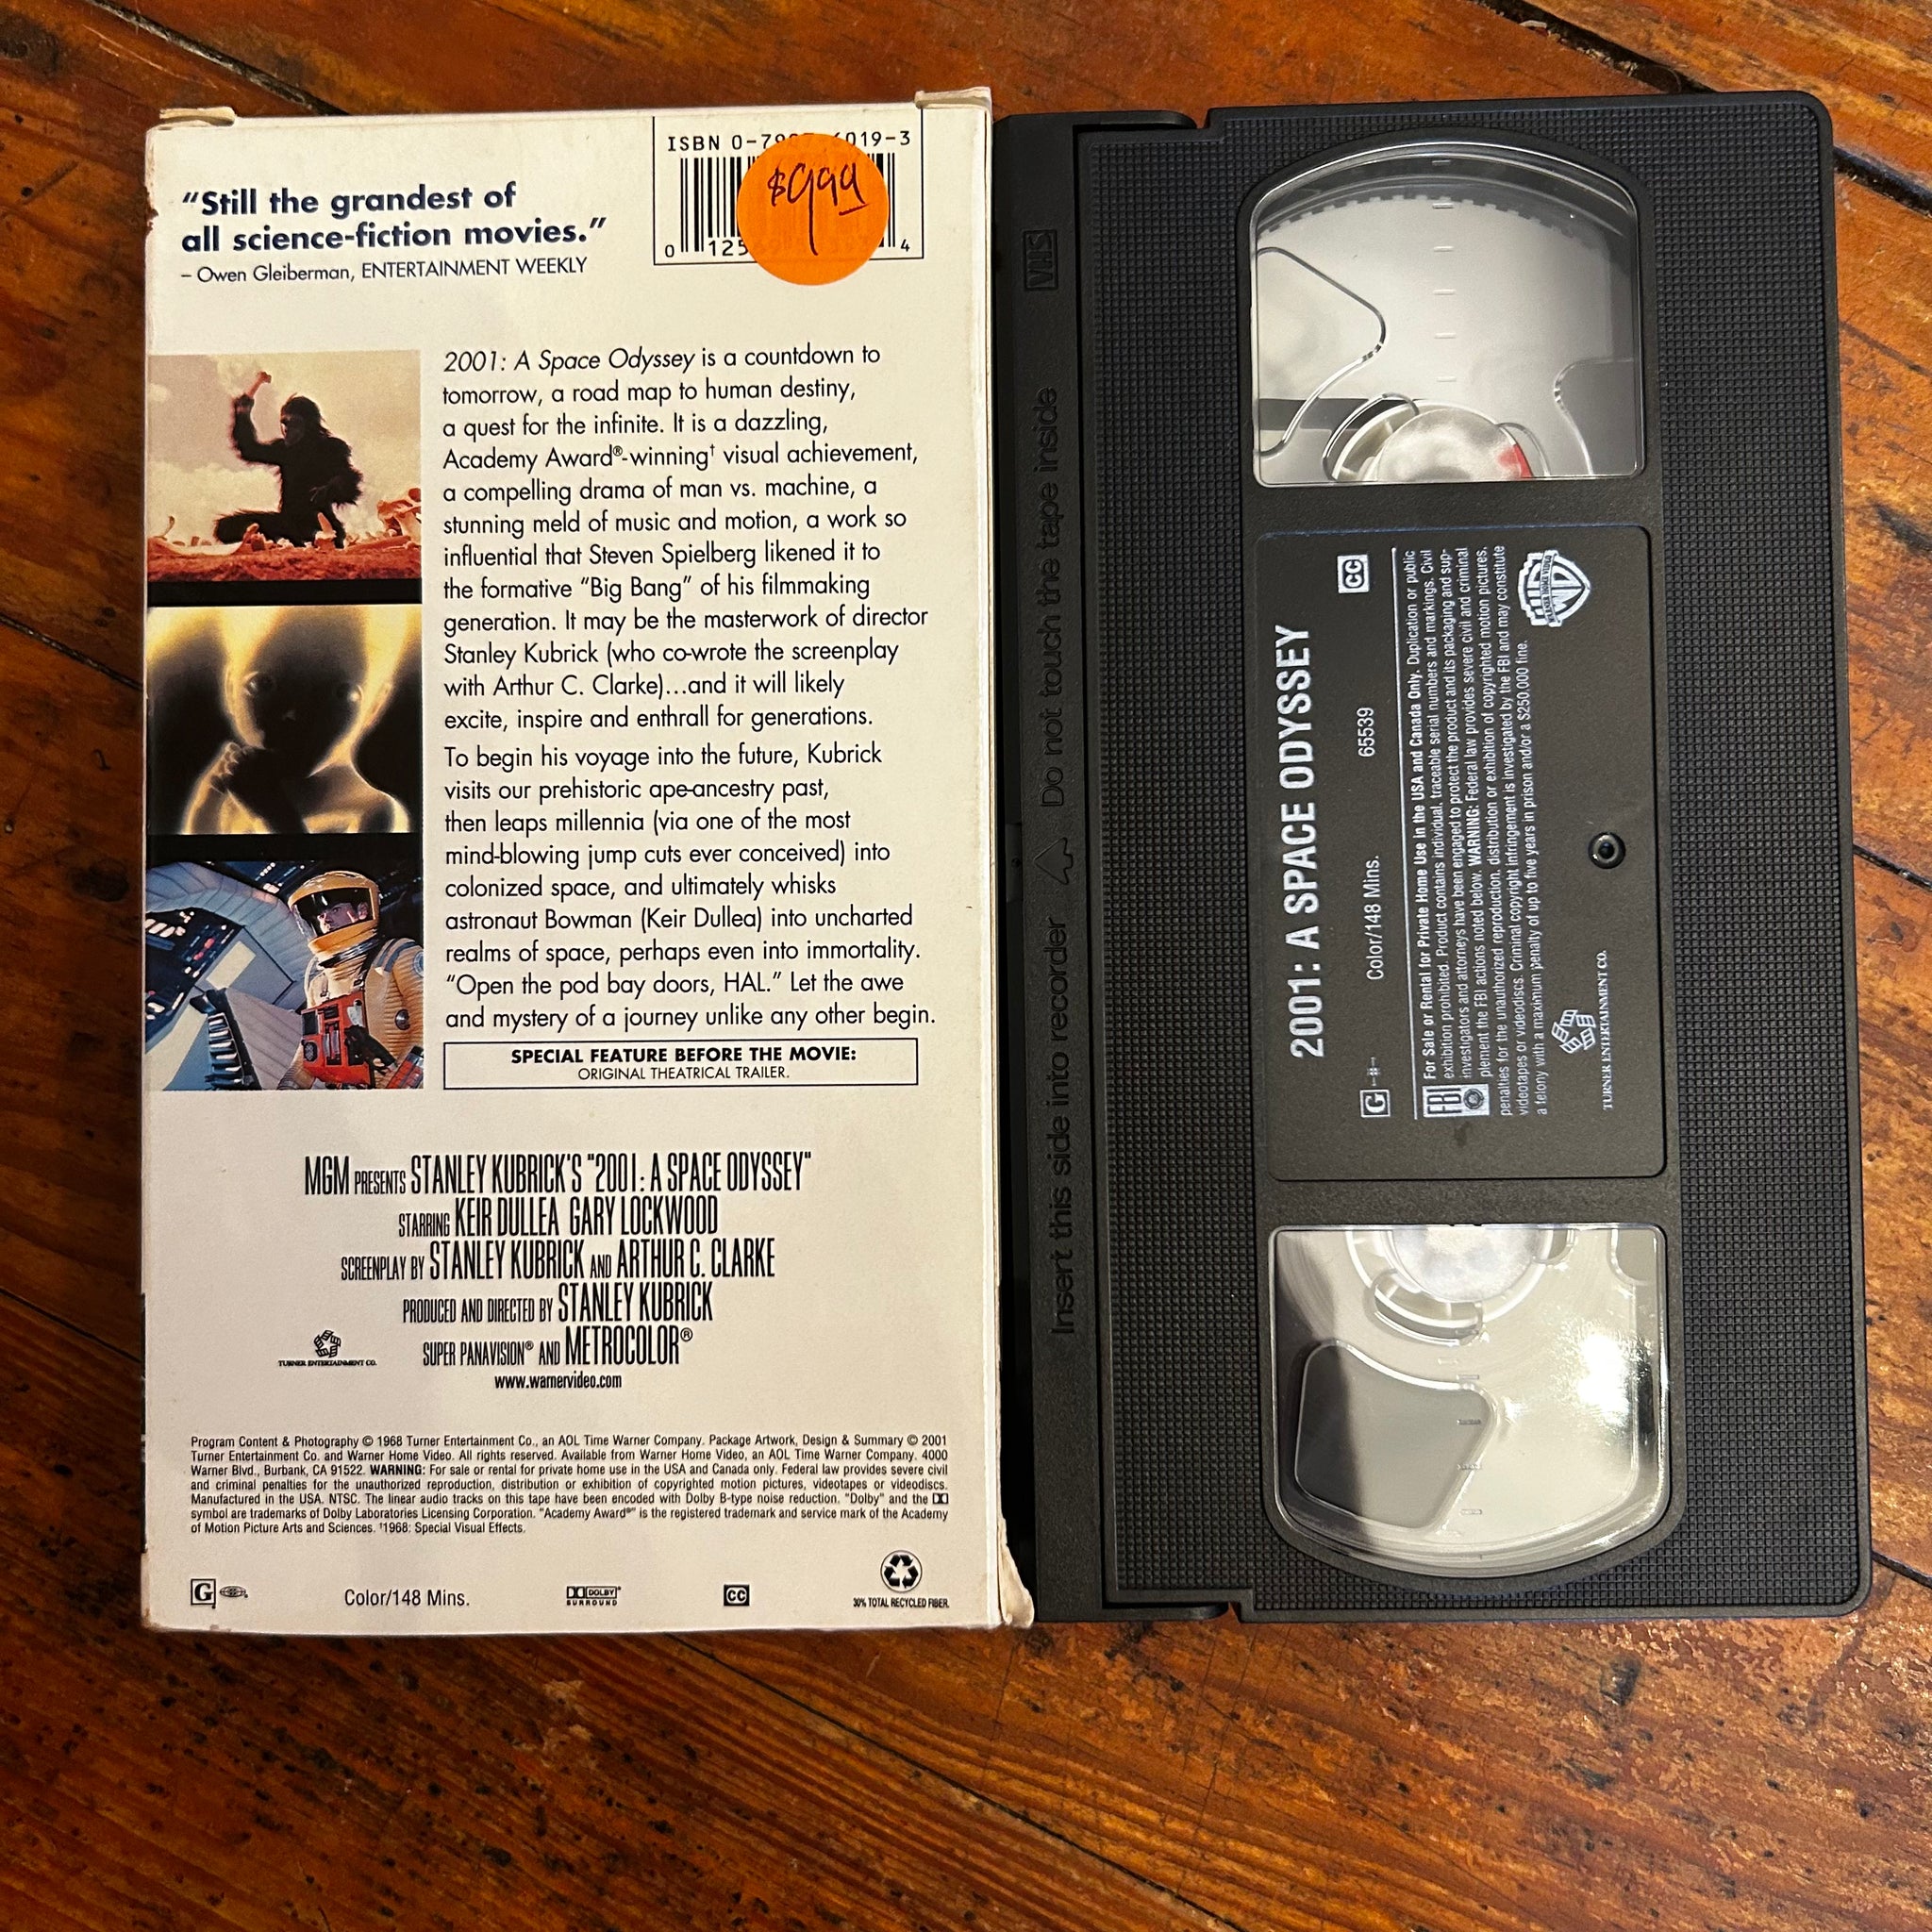 “Still the grandest of
all science-fiction movies.”
– Owen Gleiberman, ENTERTAINMENT WEEKLY
ISBN 0-79 6019-3
$999
0 125 4
2001: A Space Odyssey is a countdown to
tomorrow, a road map to human destiny,
a quest for the infinite. It is a dazzling,
Academy Award®-winning† visual achievement,
a compelling drama of man vs. machine, a
stunning meld of music and motion, a work so
influential that Steven Spielberg likened it to
the formative “Big Bang” of his filmmaking
generation. It may be the masterwork of director
Stanley Kubrick (who co-wrote the screenplay
with Arthur C. Clarke)...and it will likely
excite, inspire and enthrall for generations.
To begin his voyage into the future, Kubrick
visits our prehistoric ape-ancestry past,
then leaps millennia (via one of the most
mind-blowing jump cuts ever conceived) into
colonized space, and ultimately whisks
astronaut Bowman (Keir Dullea) into uncharted
realms of space, perhaps even into immortality.
“Open the pod bay doors, HAL.” Let the awe
and mystery of a journey unlike any other begin.
SPECIAL FEATURE BEFORE THE MOVIE:
ORIGINAL THEATRICAL TRAILER.
MGM PRESENTS STANLEY KUBRICK'S "2001: A SPACE ODYSSEY"
STARRING KEIR DULLEA GARY LOCKWOOD
SCREENPLAY BY STANLEY KUBRICK AND ARTHUR C. CLARKE
PRODUCED AND DIRECTED BY STANLEY KUBRICK
SUPER PANAVISION® AND METROCOLOR®
TURNER ENTERTAINMENT CO.
www.warnervideo.com
Program Content & Photography © 1968 Turner Entertainment Co., an AOL Time Warner Company. Package Artwork, Design & Summary © 2001
Turner Entertainment Co. and Warner Home Video. All rights reserved. Available from Warner Home Video, an AOL Time Warner Company. 4000
Warner Blvd., Burbank, CA 91522. WARNING: For sale or rental for private home use in the USA and Canada only. Federal law provides severe civil
and criminal penalties for the unauthorized reproduction, distribution or exhibition of copyrighted motion pictures, videotapes or videodiscs.
Manufactured in the USA. NTSC. The linear audio tracks on this tape have been encoded with Dolby B-type noise reduction. "Dolby" and the
symbol are trademarks of Dolby Laboratories Licensing Corporation. "Academy Award®" is the registered trademark and service mark of the Academy
of Motion Picture Arts and Sciences. †1968: Special Visual Effects.
G
Color/148 Mins.
DOLBY
SURROUND
CC
30% TOTAL RECYCLED FIBER.
VHS
Insert this side into recorder Do not touch the tape inside
2001: A SPACE ODYSSEY
G Color/148 Mins. 65539 CC
FBI
For Sale or Rental for Private Home Use in the USA and Canada Only. Duplication or public
exhibition prohibited. Product contains individual, traceable serial numbers and markings. Civil
investigators and attorneys have been engaged to protect the product and its packaging and sup-
plement the FBI actions noted below. WARNING: Federal law provides severe civil and criminal
penalties for the unauthorized reproduction, distribution or exhibition of copyrighted motion pictures,
videotapes or videodiscs. Criminal copyright infringement is investigated by the FBI and may constitute
a felony with a maximum penalty of up to five years in prison and/or a $250,000 fine.
TURNER ENTERTAINMENT CO.
WB